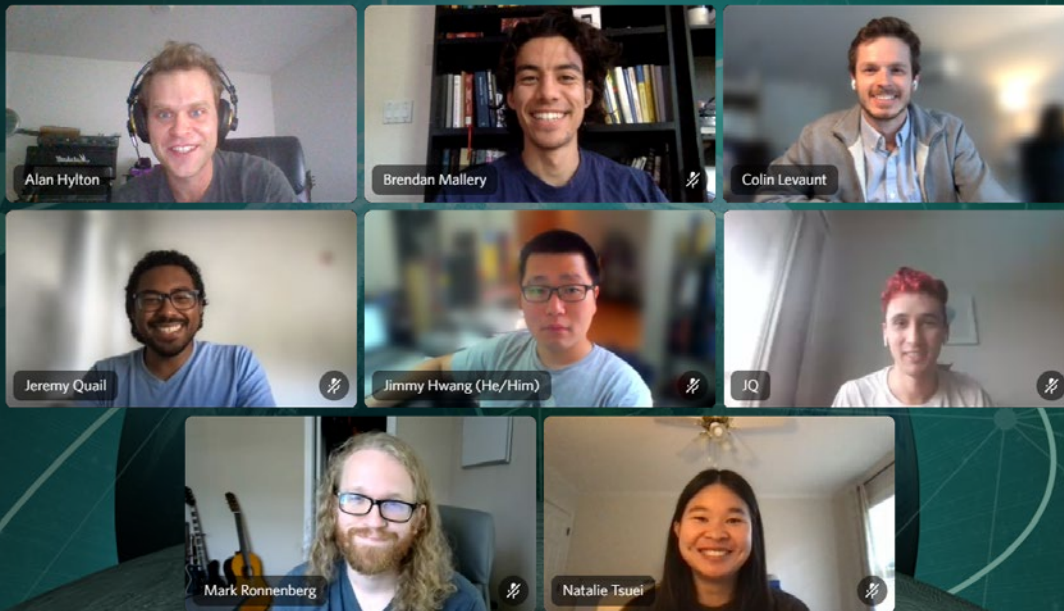 Alan Hylton
Brendan Mallery
Colin Levaunt
Jeremy Quail
Jimmy Hwang (He/Him)
JQ
Mark Ronnenberg
Natalie Tsuei